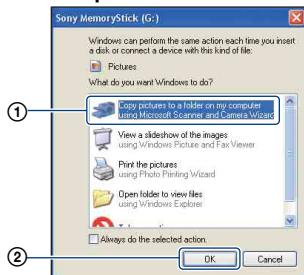 Sony MemoryStick (G:)
Windows can perform the same action each time you insert
a disk or connect a device with this kind of file:
Pictures
What do you want Windows to do?
①
Copy pictures to a folder on my computer
using Microsoft Scanner and Camera Wizard
View a slideshow of the images
using Windows Picture and Fax Viewer
Print the pictures
using Photo Printing Wizard
Open folder to view files
using Windows Explorer
Always do the selected action.
②
OK
Cancel